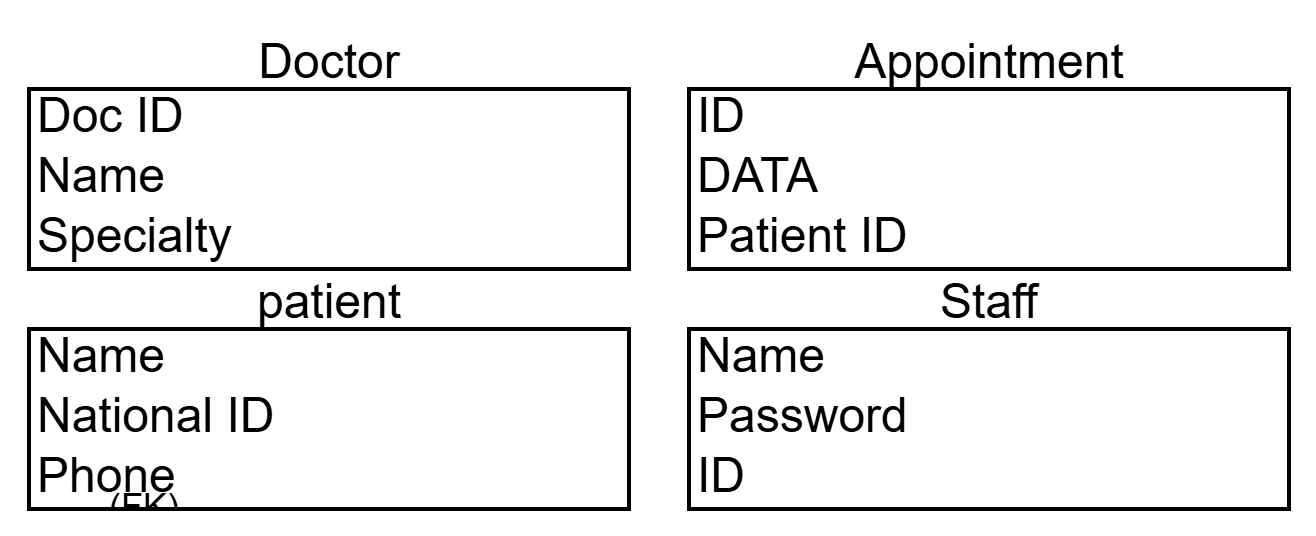 Doctor
Doc ID
Name
Specialty
Appointment
ID
DATA
Patient ID
patient
Name
National ID
Phone
(FK)
Staff
Name
Password
ID